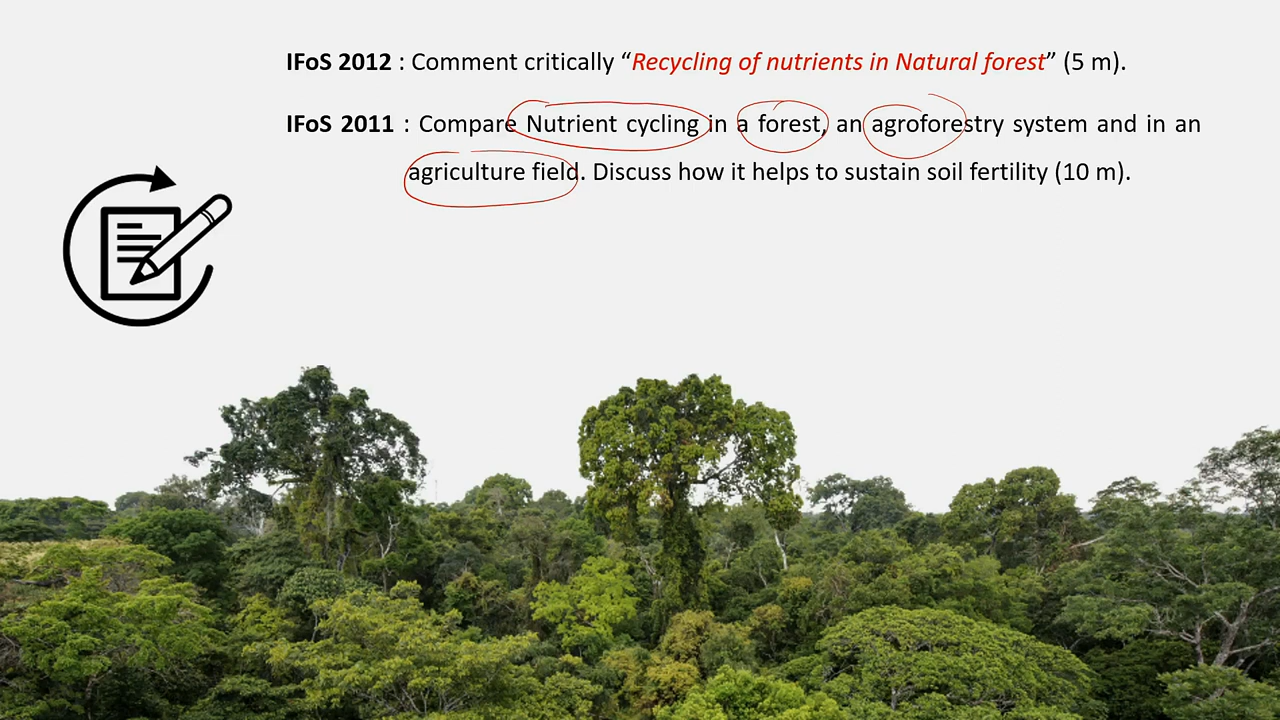 IFoS 2012 : Comment critically “Recycling of nutrients in Natural forest” (5 m).
IFoS 2011 : Compare Nutrient cycling in a forest, an agroforestry system and in an
agriculture field. Discuss how it helps to sustain soil fertility (10 m).